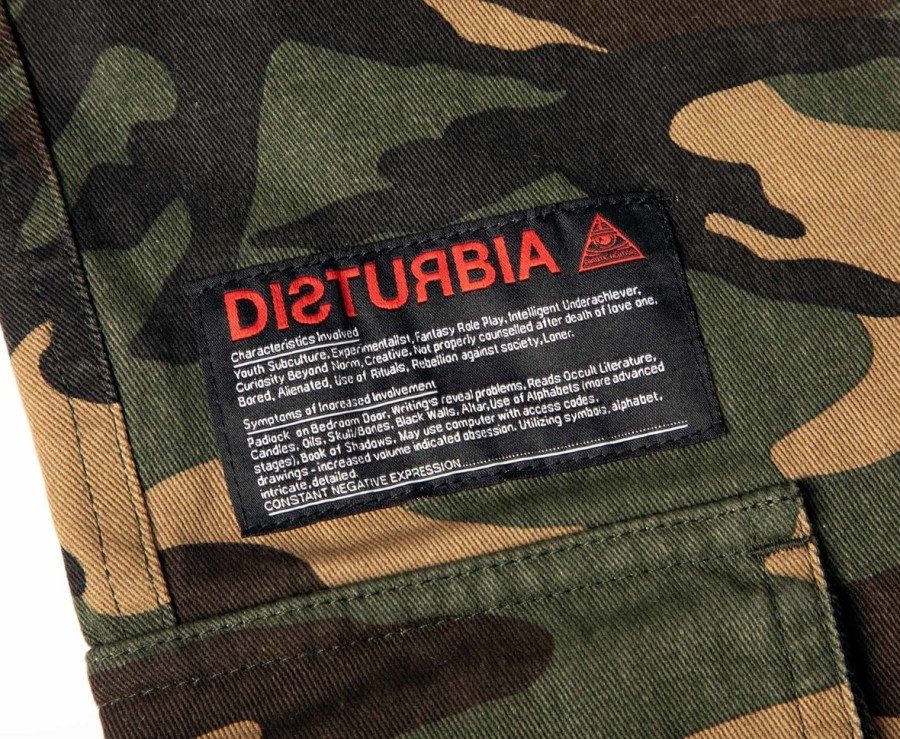 DISTURBIA
Characteristics Involved
Youth Subculture, Experimentalist, Fantasy Role Play, Intelligent Underachiever,
Curiosity Beyond Norm, Creative, Not properly counselled after death of love one,
Bored, Alienated, Use of Rituals, Rebellion against society, Loner.
Symptoms of Increased Involvement
Padlock on Bedroom Door, Writing's reveal problems, Reads Occult Literature,
Candles, Oils, Skull/Bones, Black Walls, Altar, Use of Alphabets (more advanced
stages), Book of Shadows, May use computer with access codes,
drawings - increased volume indicated obsession. Utilizing symbols, alphabet,
intricate, detailed.
CONSTANT NEGATIVE EXPRESSION